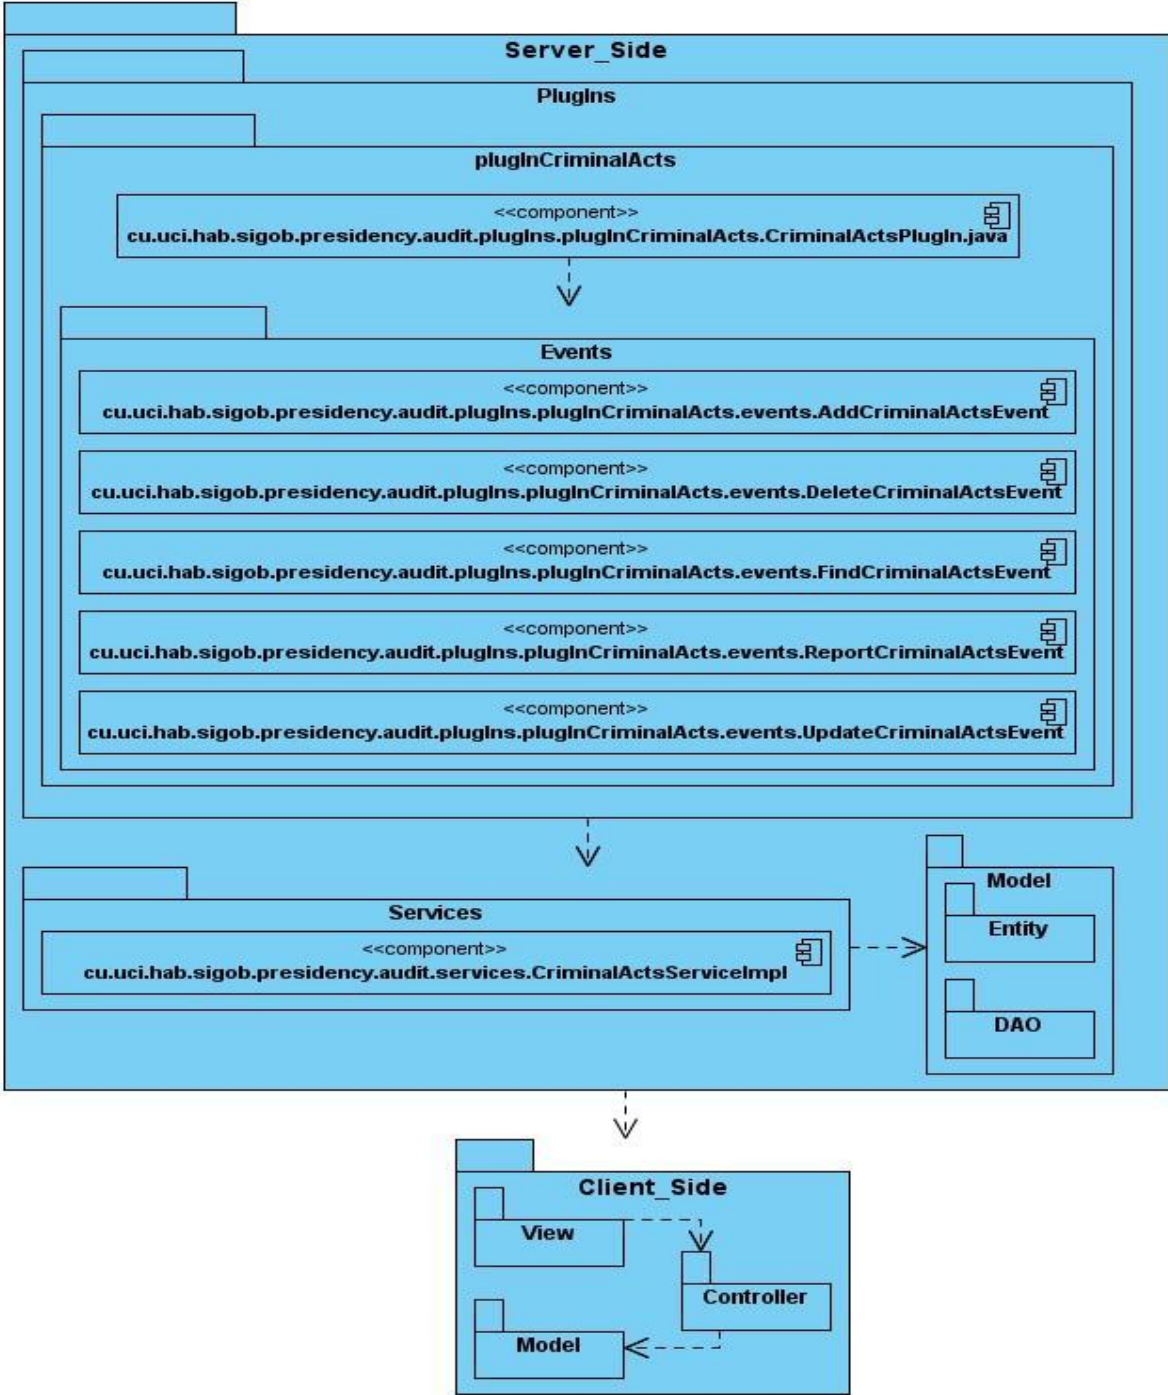 Server_Side
PlugIns
plugInCriminalActs
<<component>>
cu.uci.hab.sigob.presidency.audit.plugIns.plugInCriminalActs.CriminalActsPlugIn.java
Events
<<component>>
cu.uci.hab.sigob.presidency.audit.plugIns.plugInCriminalActs.events.AddCriminalActsEvent
<<component>>
cu.uci.hab.sigob.presidency.audit.plugIns.plugInCriminalActs.events.DeleteCriminalActsEvent
<<component>>
cu.uci.hab.sigob.presidency.audit.plugIns.plugInCriminalActs.events.FindCriminalActsEvent
<<component>>
cu.uci.hab.sigob.presidency.audit.plugIns.plugInCriminalActs.events.ReportCriminalActsEvent
<<component>>
cu.uci.hab.sigob.presidency.audit.plugIns.plugInCriminalActs.events.UpdateCriminalActsEvent
Services
<<component>>
cu.uci.hab.sigob.presidency.audit.services.CriminalActsServiceImpl
Model
Entity
DAO
Client_Side
View
Controller
Model